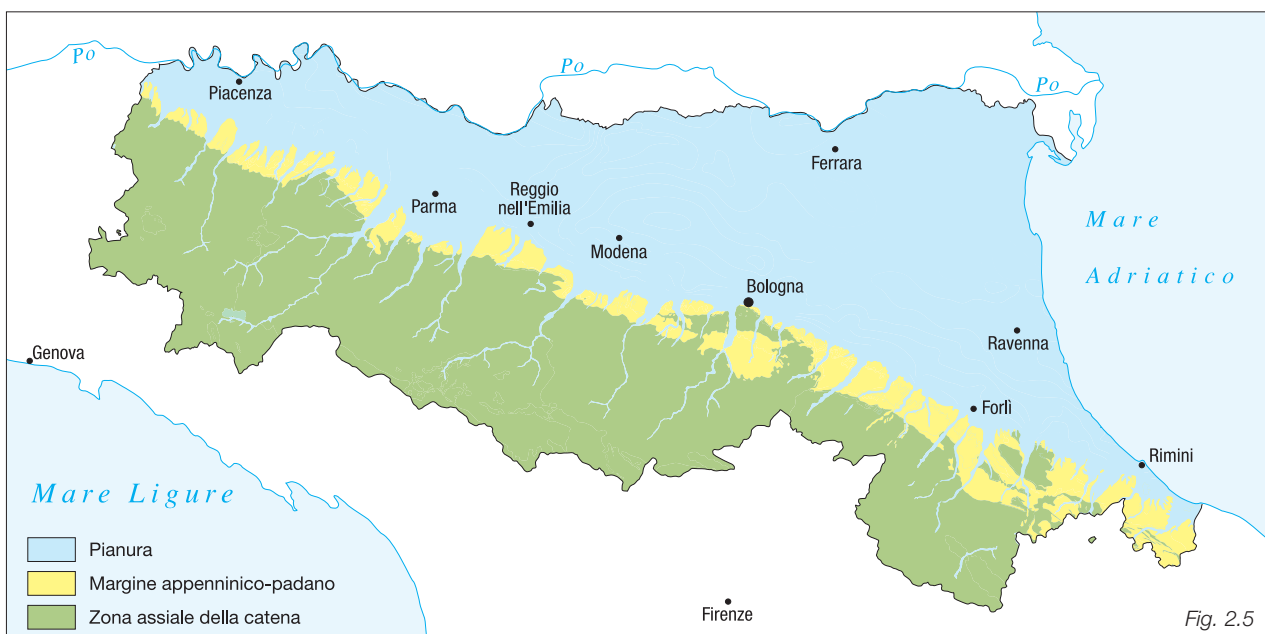 Po
Po
Po
Piacenza
Ferrara
Parma
Reggio
nell'Emilia
Modena
Mare
Adriatico
Bologna
Ravenna
Genova
Forlì
Rimini
Mare Ligure
Pianura
Margine appenninico-padano
Zona assiale della catena
Firenze
Fig. 2.5